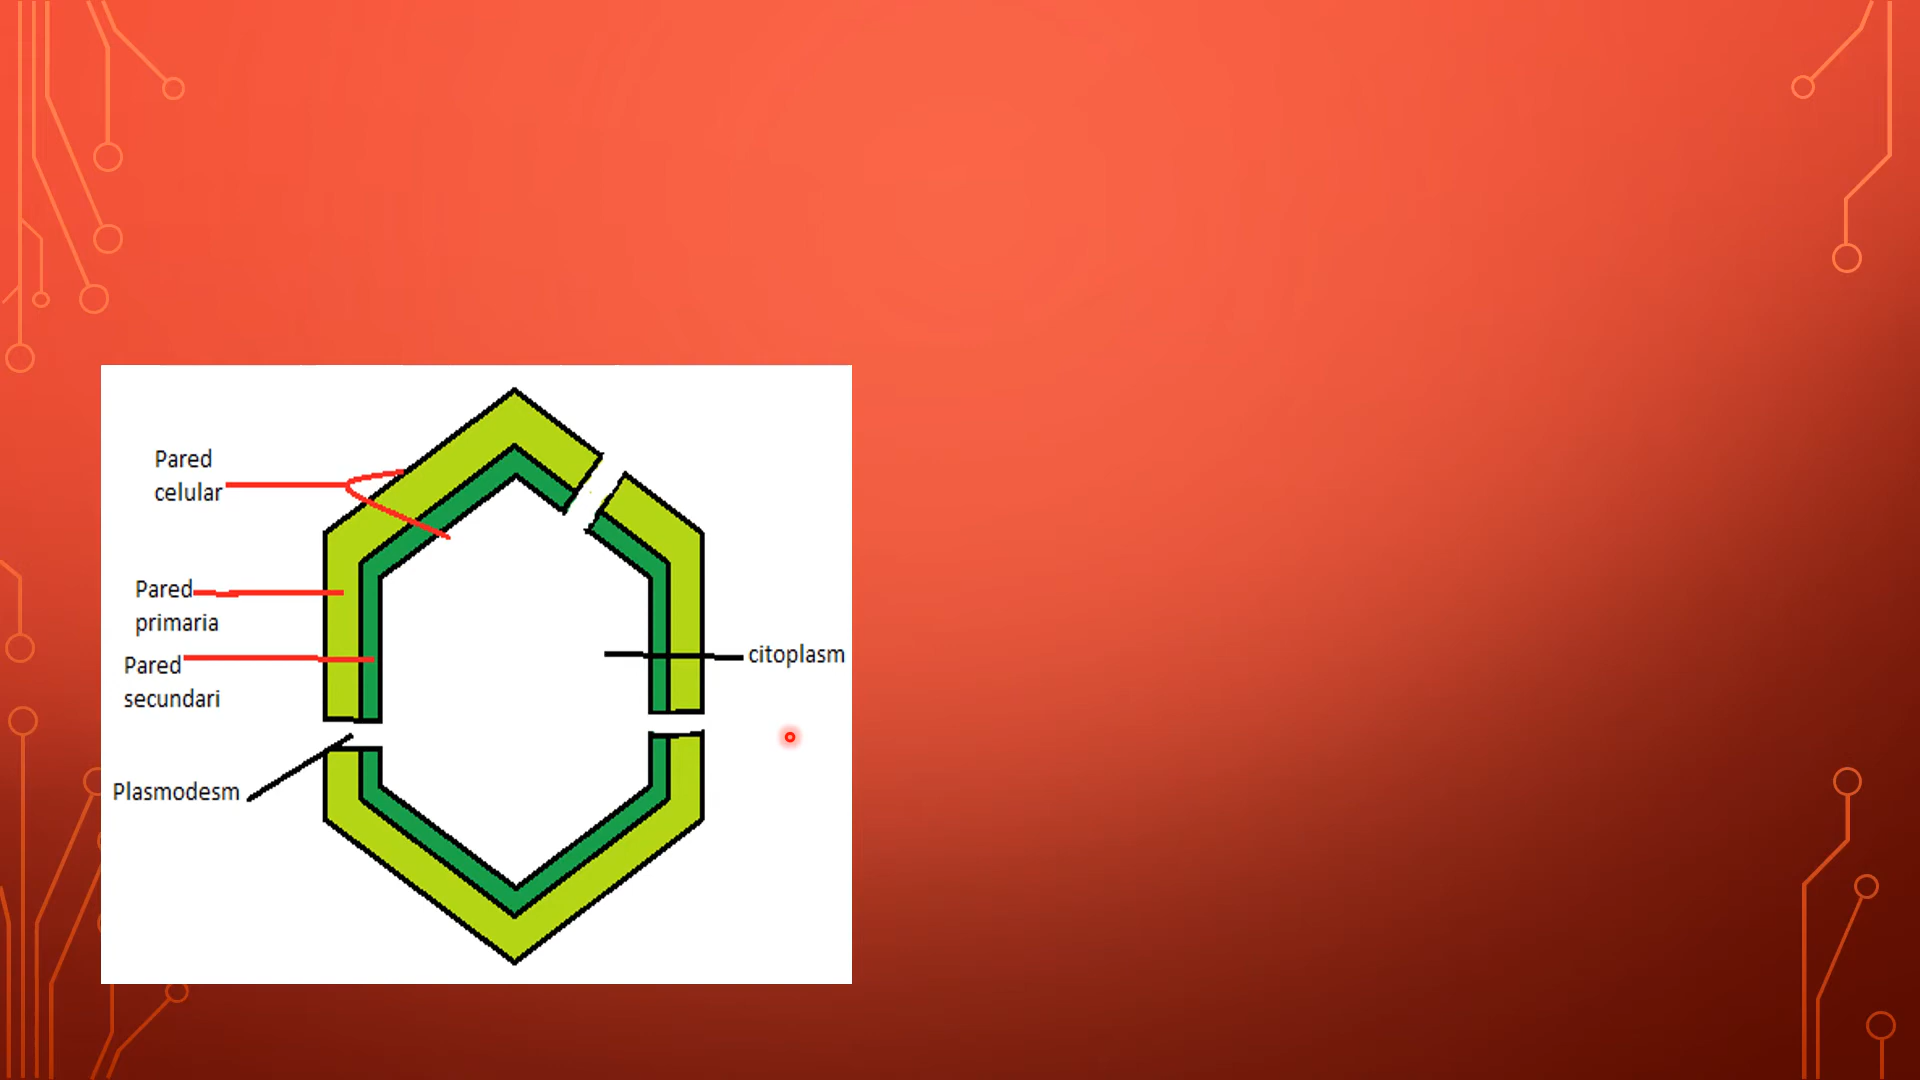 Pared
celular
Pared
primaria
Pared
secundari
citoplasm
Plasmodesm